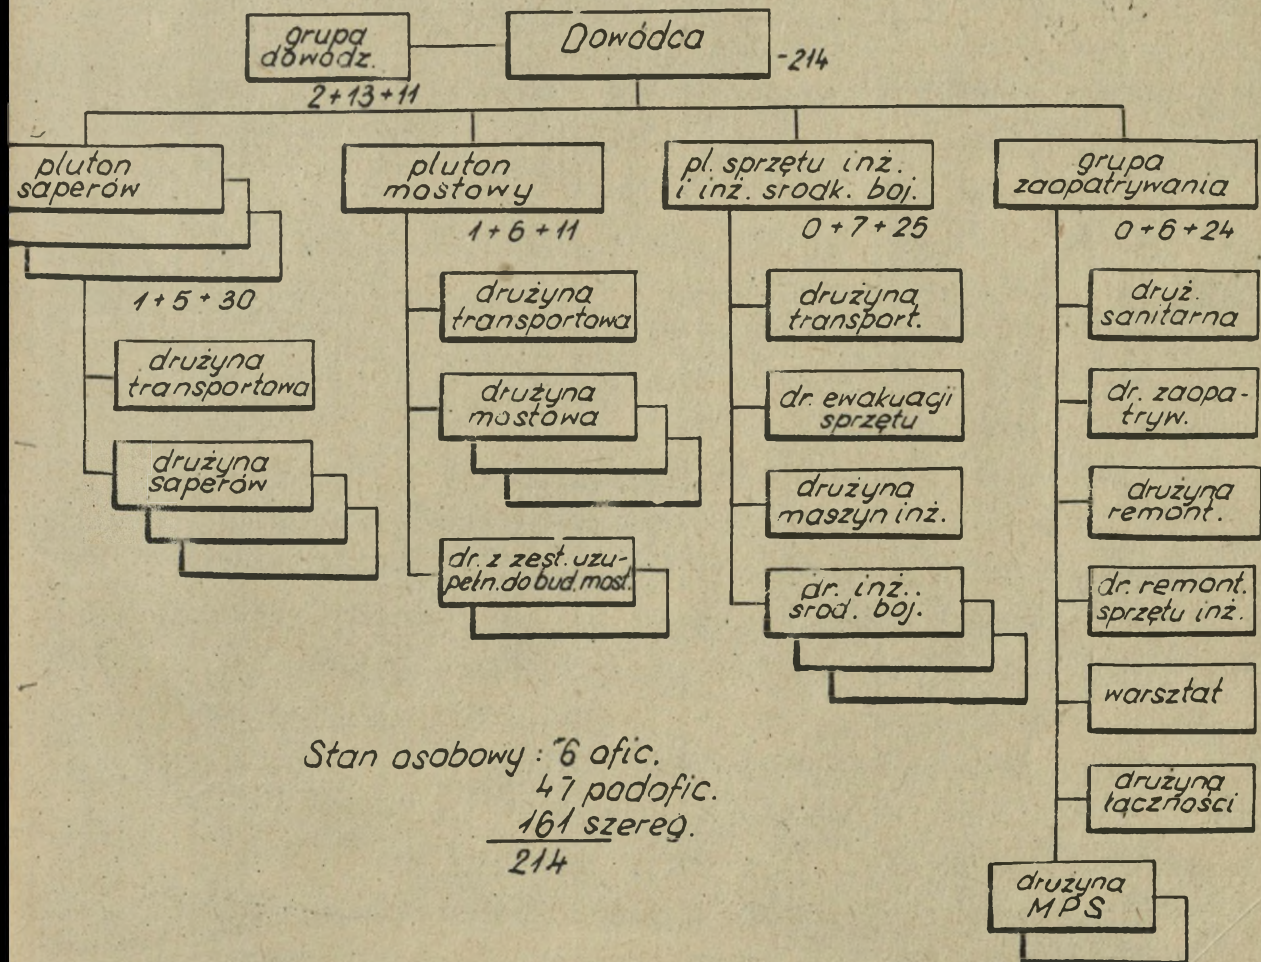 grupa
dowódz.
2+13+11
Dowódca
-214
pluton
saperów
1+5+30
drużyna
transportowa
drużyna
saperów
pluton
mostowy
1+6+11
drużyna
transportowa
drużyna
mostowa
dr. z zest. uzu-
pełn. do bud. most.
pl. sprzętu inż.
i inż. srodk. boj.
0+7+25
drużyna
transport.
dr. ewakuacji
sprzętu
drużyna
maszyn inż.
dr. inż..
srod. boj.
grupa
zaopatrywania
0+6+24
druż.
sanitarna
dr. zaopa-
tryw.
drużyna
remont.
dr. remont.
sprzętu inż.
warsztat
drużyna
łączności
drużyna
MPS
Stan osobowy: 6 ofic.
47 podofic.
161 szereg.
214